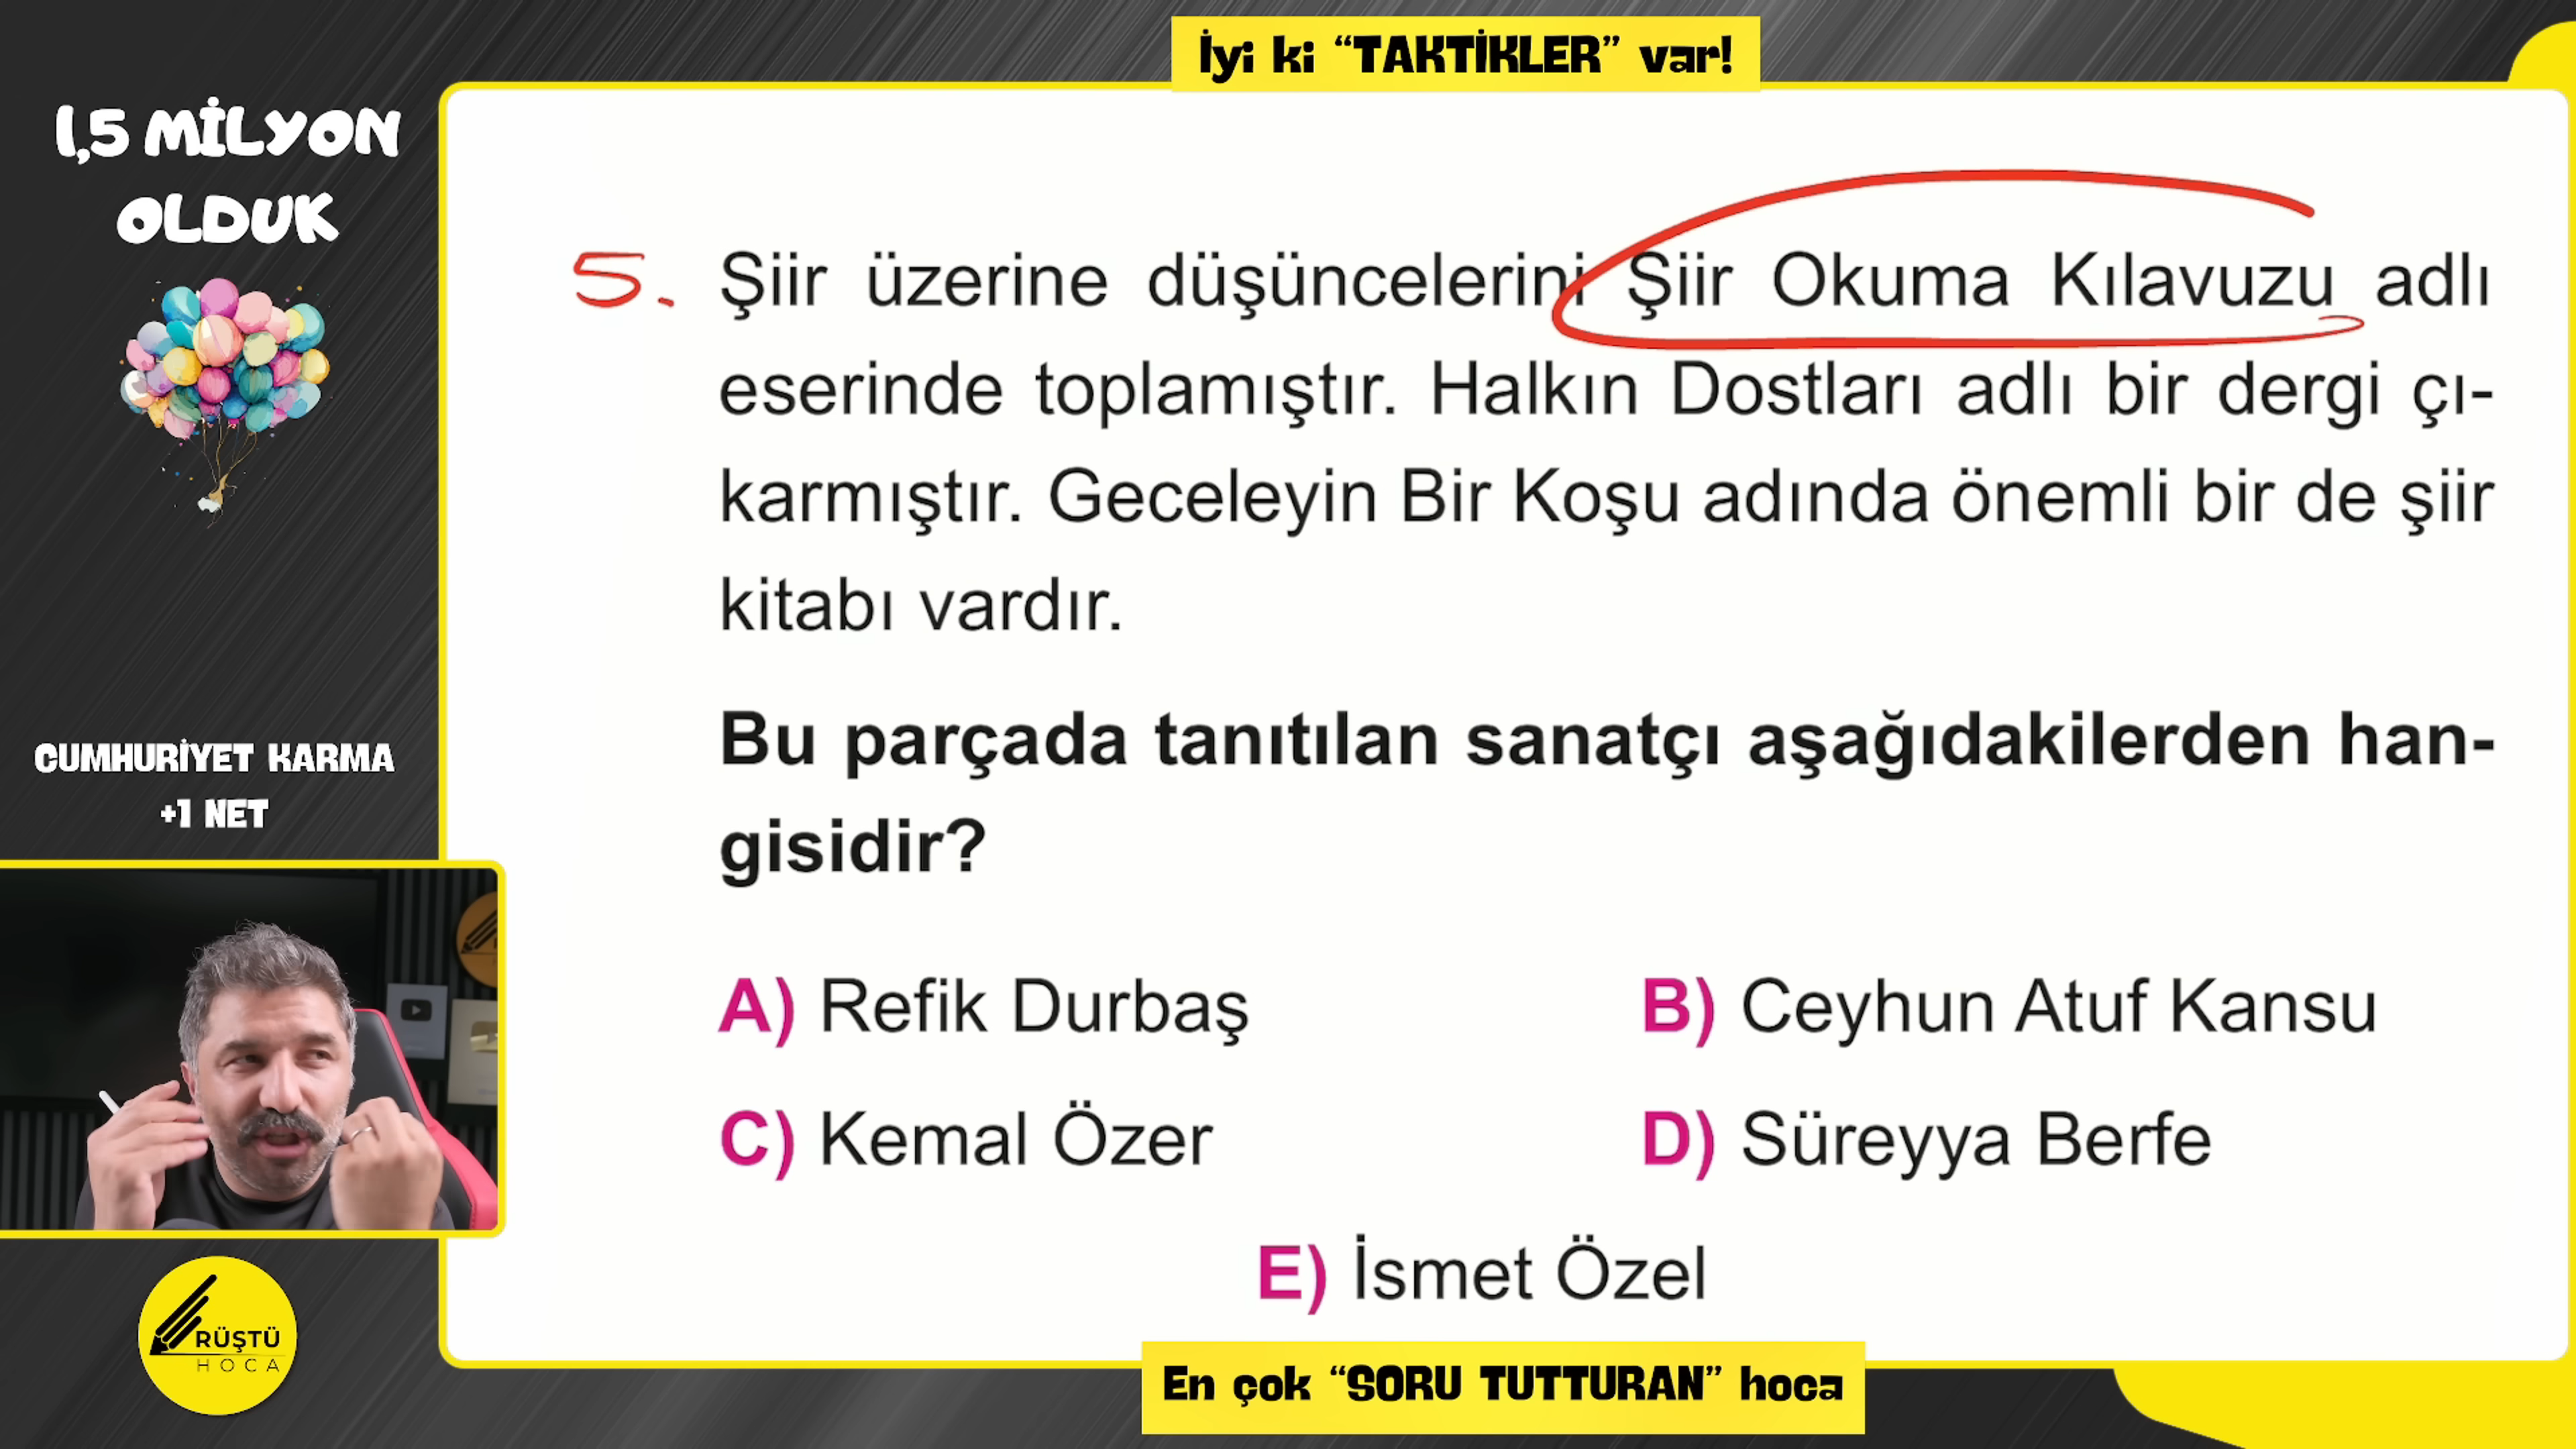 İyi ki “TAKTİKLER” var!
1,5 MİLYON
OLDUK
5. Şiir üzerine düşüncelerini Şiir Okuma Kılavuzu adlı
eserinde toplamıştır. Halkın Dostları adlı bir dergi çı-
karmıştır. Geceleyin Bir Koşu adında önemli bir de şiir
kitabı vardır.
Bu parçada tanıtılan sanatçı aşağıdakilerden han-
gisidir?
A) Refik Durbaş
B) Ceyhun Atuf Kansu
C) Kemal Özer
D) Süreyya Berfe
E) İsmet Özel
CUMHURİYET KARMA
+1 NET
RÜŞTÜ
HOCA
En çok “SORU TUTTURAN” hoca